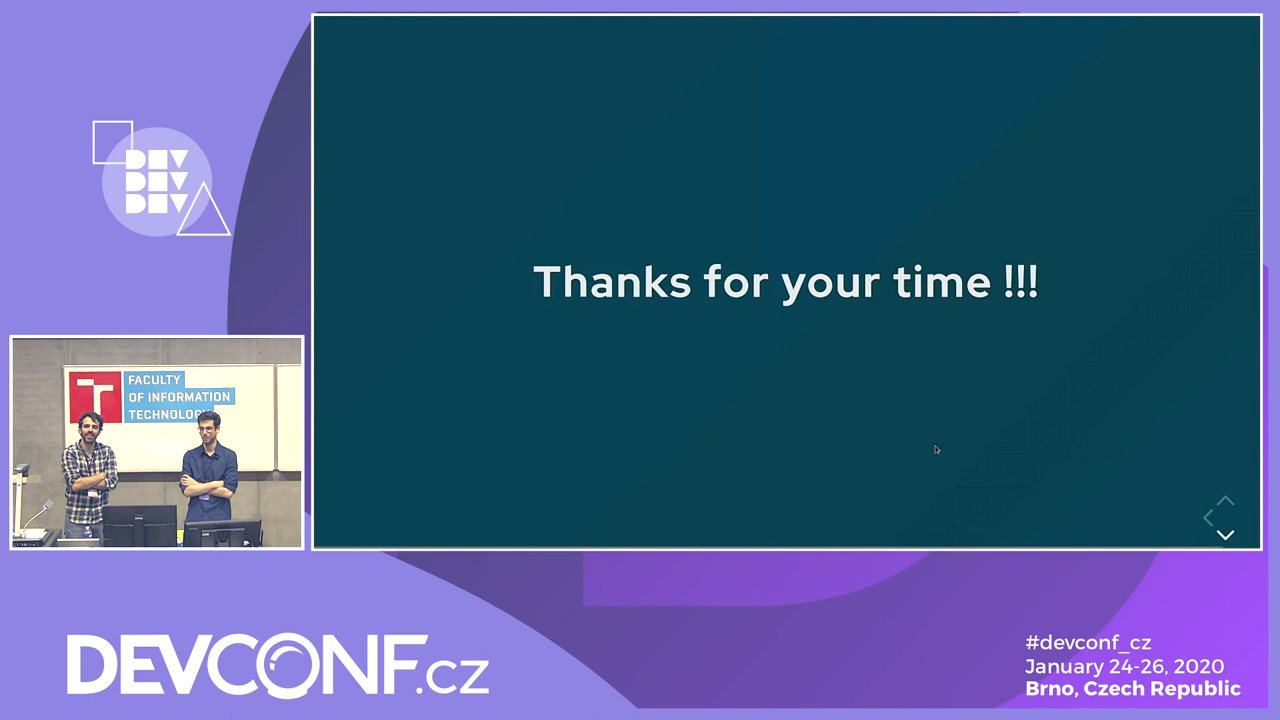 DEV
DEV
DEV
Thanks for your time !!!
FACULTY
OF INFORMATION
TECHNOLOGY
DEVCONF.cz
#devconf_cz
January 24-26, 2020
Brno, Czech Republic